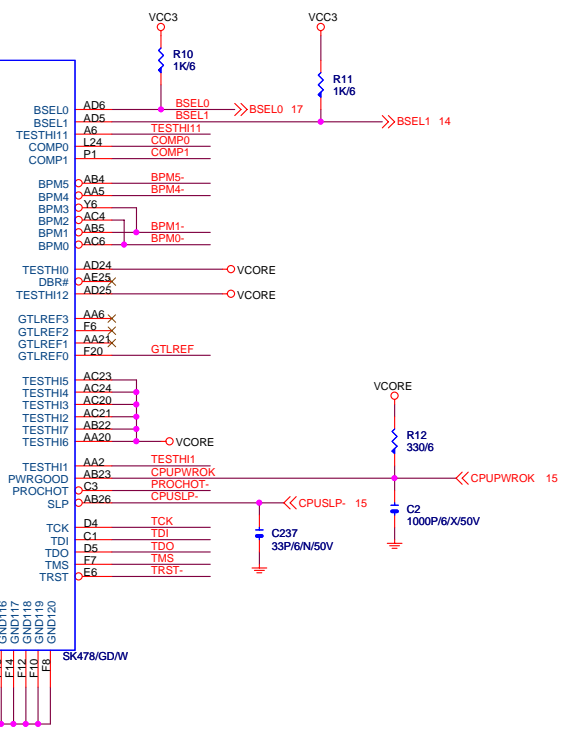 VCC3 VCC3
R10
1K/6
R11
1K/6
BSEL0 AD6 BSEL0 BSEL0 17
BSEL1 AD5 BSEL1 BSEL1 14
TESTHI11 A6 TESTHI11
COMP0 L24 COMP0
COMP1 P1 COMP1
BPM5 AB4 BPM5-
BPM4 AA5 BPM4-
BPM3 Y6
BPM2 AC4
BPM1 AB5 BPM1-
BPM0 AC6 BPM0-
TESTHI0 AD24 VCORE
DBR# AE25
TESTHI12 AD25 VCORE
GTLREF3 AA6
GTLREF2 F6
GTLREF1 AA21
GTLREF0 F20 GTLREF
TESTHI5 AC23
TESTHI4 AC24
TESTHI3 AC20
TESTHI2 AC21
TESTHI7 AB22
TESTHI6 AA20 VCORE
VCORE
R12
330/6
TESTHI1 AA2 TESTHI1
PWRGOOD AB23 CPUPWROK CPUPWROK 15
PROCHOT C3 PROCHOT-
SLP AB26 CPUSLP- CPUSLP- 15
C2
1000P/6/X/50V
C237
33P/6/N/50V
TCK D4 TCK
TDI C1 TDI
TDO D5 TDO
TMS F7 TMS
TRST E6 TRST-
GND116
GND117
GND118
GND119
GND120
SK478/GD/W
F14
F12
F10
F8